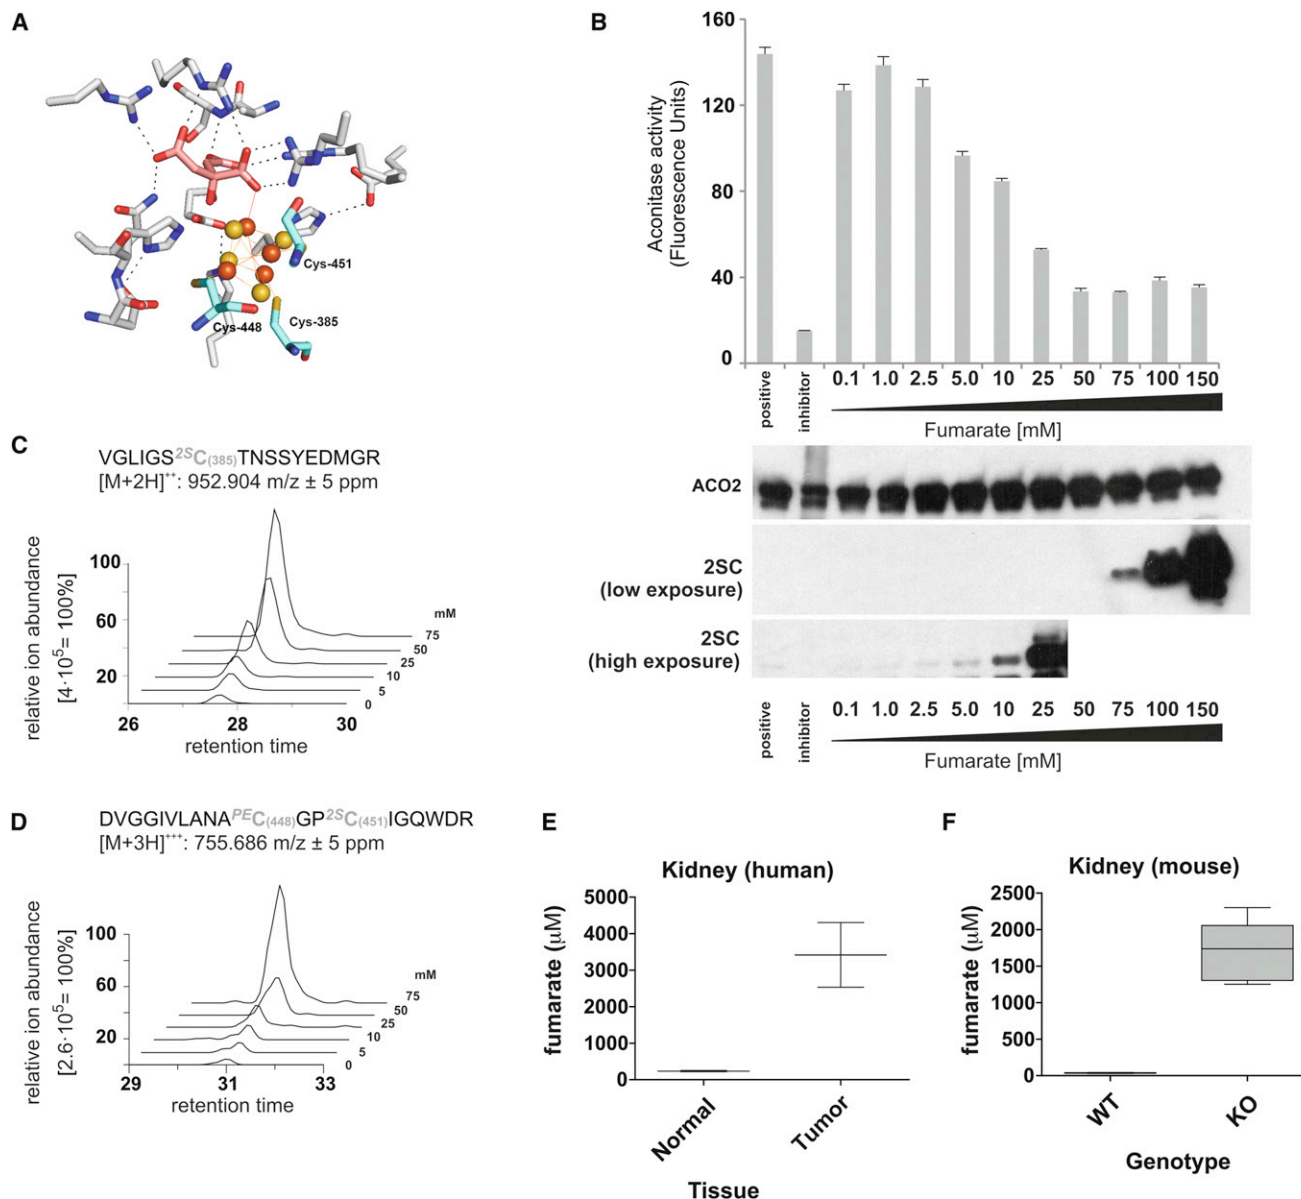 A
Cys-451
Cys-448
Cys-385
B
Aconitase activity
(Fluorescence Units)
160
120
80
40
0
positive
inhibitor
0.1 1.0 2.5 5.0 10 25 50 75 100 150
Fumarate [mM]
ACO2
2SC
(low exposure)
2SC
(high exposure)
positive
inhibitor
0.1 1.0 2.5 5.0 10 25 50 75 100 150
Fumarate [mM]
C
VGLIGS2SC(385)TNSSYEDMGR
[M+2H]++: 952.904 m/z ± 5 ppm
relative ion abundance
[4·105= 100%]
100
60
20
mM
75
50
25
10
5
0
26 28 30
retention time
D
DVGGIVLANAPEC(448)GP2SC(451)IGQWDR
[M+3H]+++: 755.686 m/z ± 5 ppm
relative ion abundance
[2.6·105= 100%]
100
60
20
mM
75
50
25
10
5
0
29 31 33
retention time
E
Kidney (human)
fumarate (µM)
5000
4000
3000
2000
1000
0
Normal
Tumor
Tissue
F
Kidney (mouse)
fumarate (µM)
2500
2000
1500
1000
500
0
WT
KO
Genotype